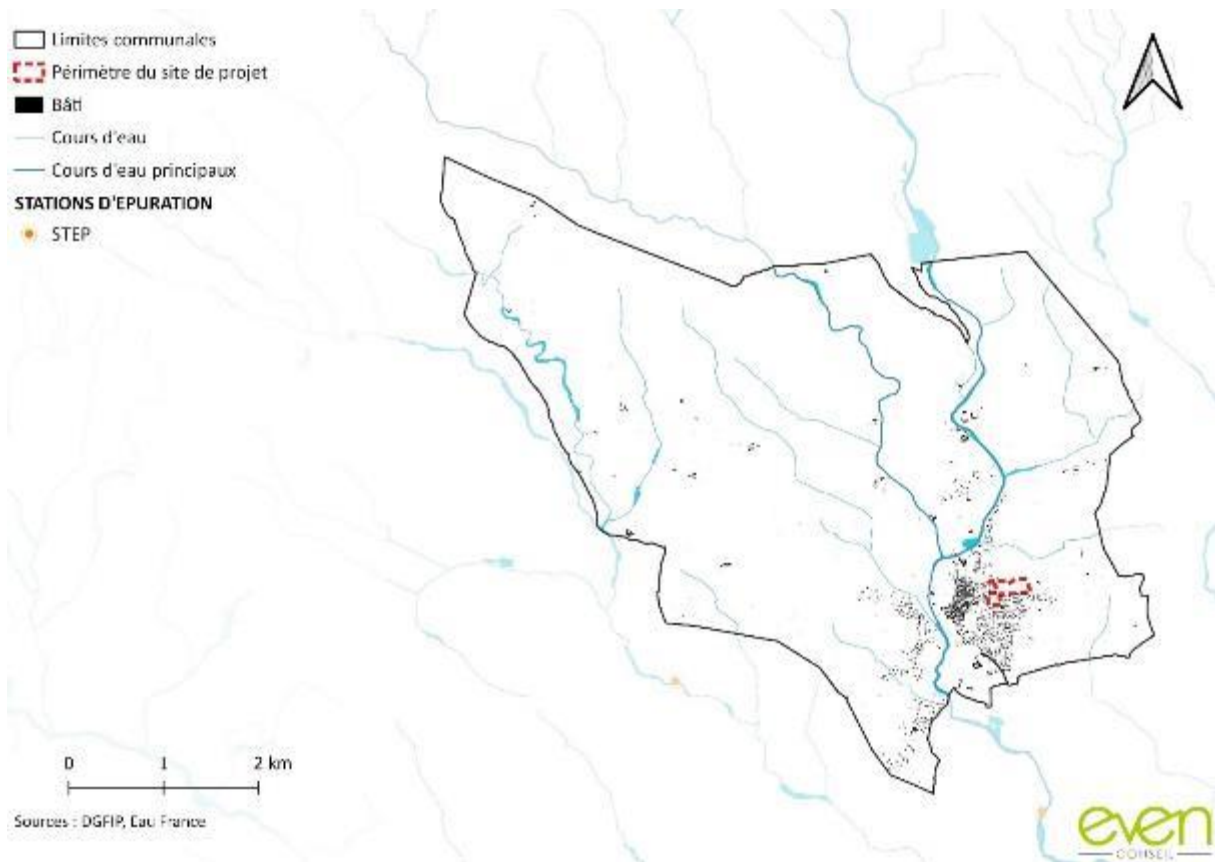 Limites communales
Périmètre du site de projet
Bâti
Cours d'eau
Cours d'eau principaux
STATIONS D'EPURATION
STEP
0 1 2 km
Sources : DGFIP, Eau France
even
CONSEIL